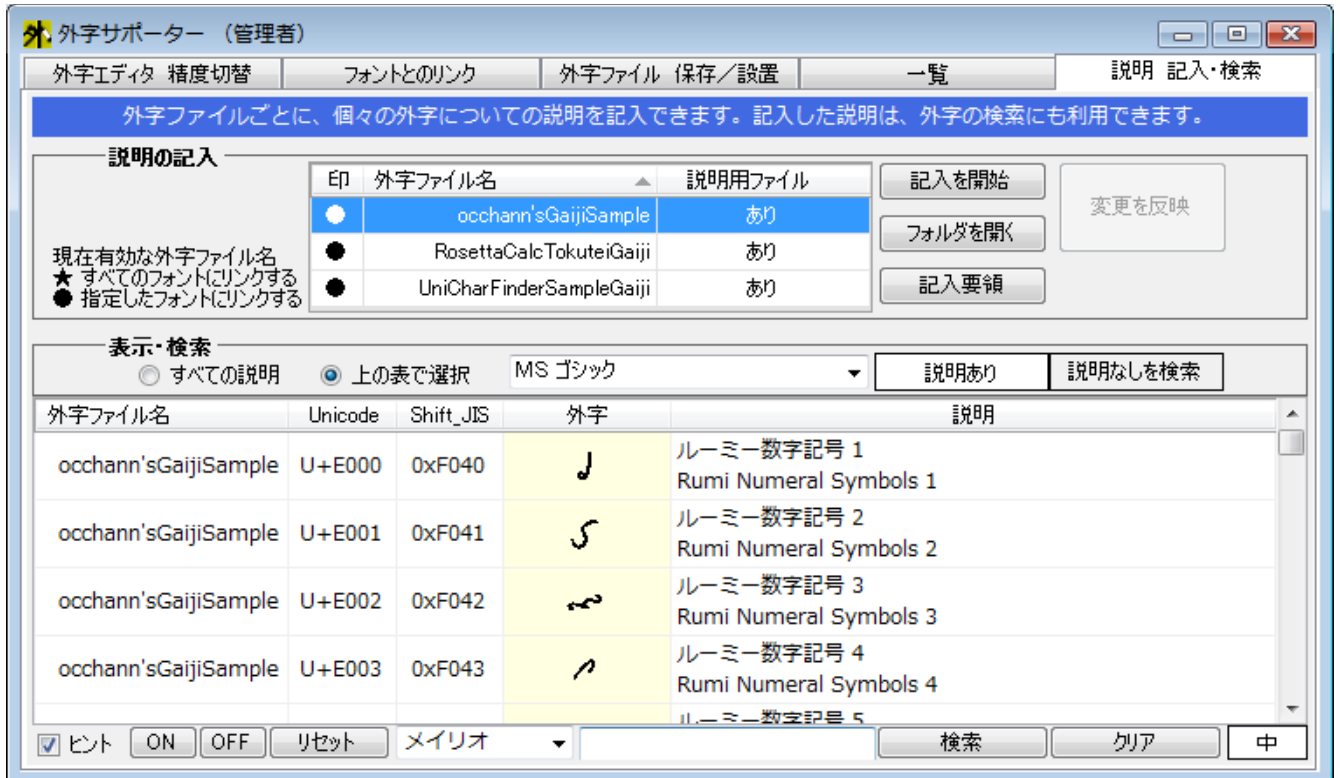 外字サポーター （管理者）
外字エディタ 精度切替 フォントとのリンク 外字ファイル 保存／設置 一覧 説明 記入・検索
外字ファイルごとに、個々の外字についての説明を記入できます。記入した説明は、外字の検索にも利用できます。
説明の記入
印 外字ファイル名 説明用ファイル
occhann'sGaijiSample あり
● RosettaCalcTokuteiGaiji あり
● UniCharFinderSampleGaiji あり
現在有効な外字ファイル名
★ すべてのフォントにリンクする
● 指定したフォントにリンクする
記入を開始
フォルダを開く
記入要領
変更を反映
表示・検索
すべての説明 上の表で選択 MS ゴシック 説明あり 説明なしを検索
外字ファイル名 Unicode Shift_JIS 外字 説明
occhann'sGaijiSample U+E000 0xF040 ルーミー数字記号 1
Rumi Numeral Symbols 1
occhann'sGaijiSample U+E001 0xF041 ルーミー数字記号 2
Rumi Numeral Symbols 2
occhann'sGaijiSample U+E002 0xF042 ルーミー数字記号 3
Rumi Numeral Symbols 3
occhann'sGaijiSample U+E003 0xF043 ルーミー数字記号 4
Rumi Numeral Symbols 4
ルーミー数字記号 5
ヒント ON OFF リセット メイリオ 検索 クリア 中